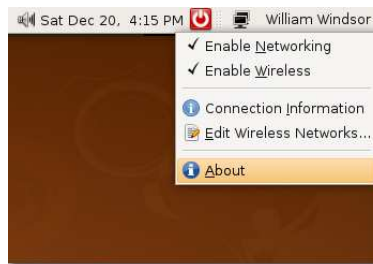 Sat Dec 20, 4:15 PM William Windsor
Enable Networking
Enable Wireless
Connection Information
Edit Wireless Networks...
About